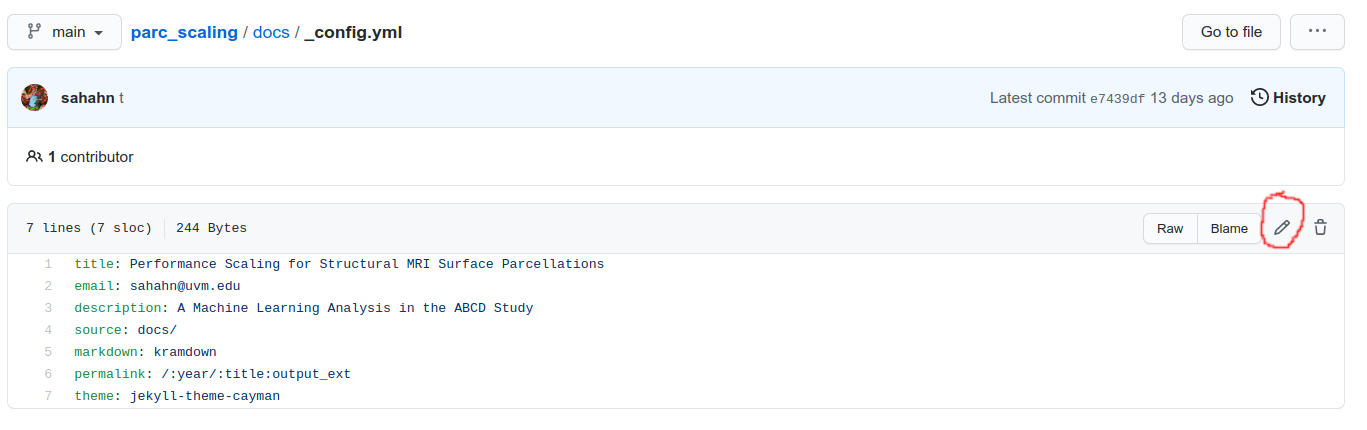 main parc_scaling / docs / _config.yml Go to file ...
sahahn t Latest commit e7439df 13 days ago History
1 contributor
7 lines (7 sloc) 244 Bytes Raw Blame
1 title: Performance Scaling for Structural MRI Surface Parcellations
2 email: sahahn@uvm.edu
3 description: A Machine Learning Analysis in the ABCD Study
4 source: docs/
5 markdown: kramdown
6 permalink: /:year/:title:output_ext
7 theme: jekyll-theme-cayman